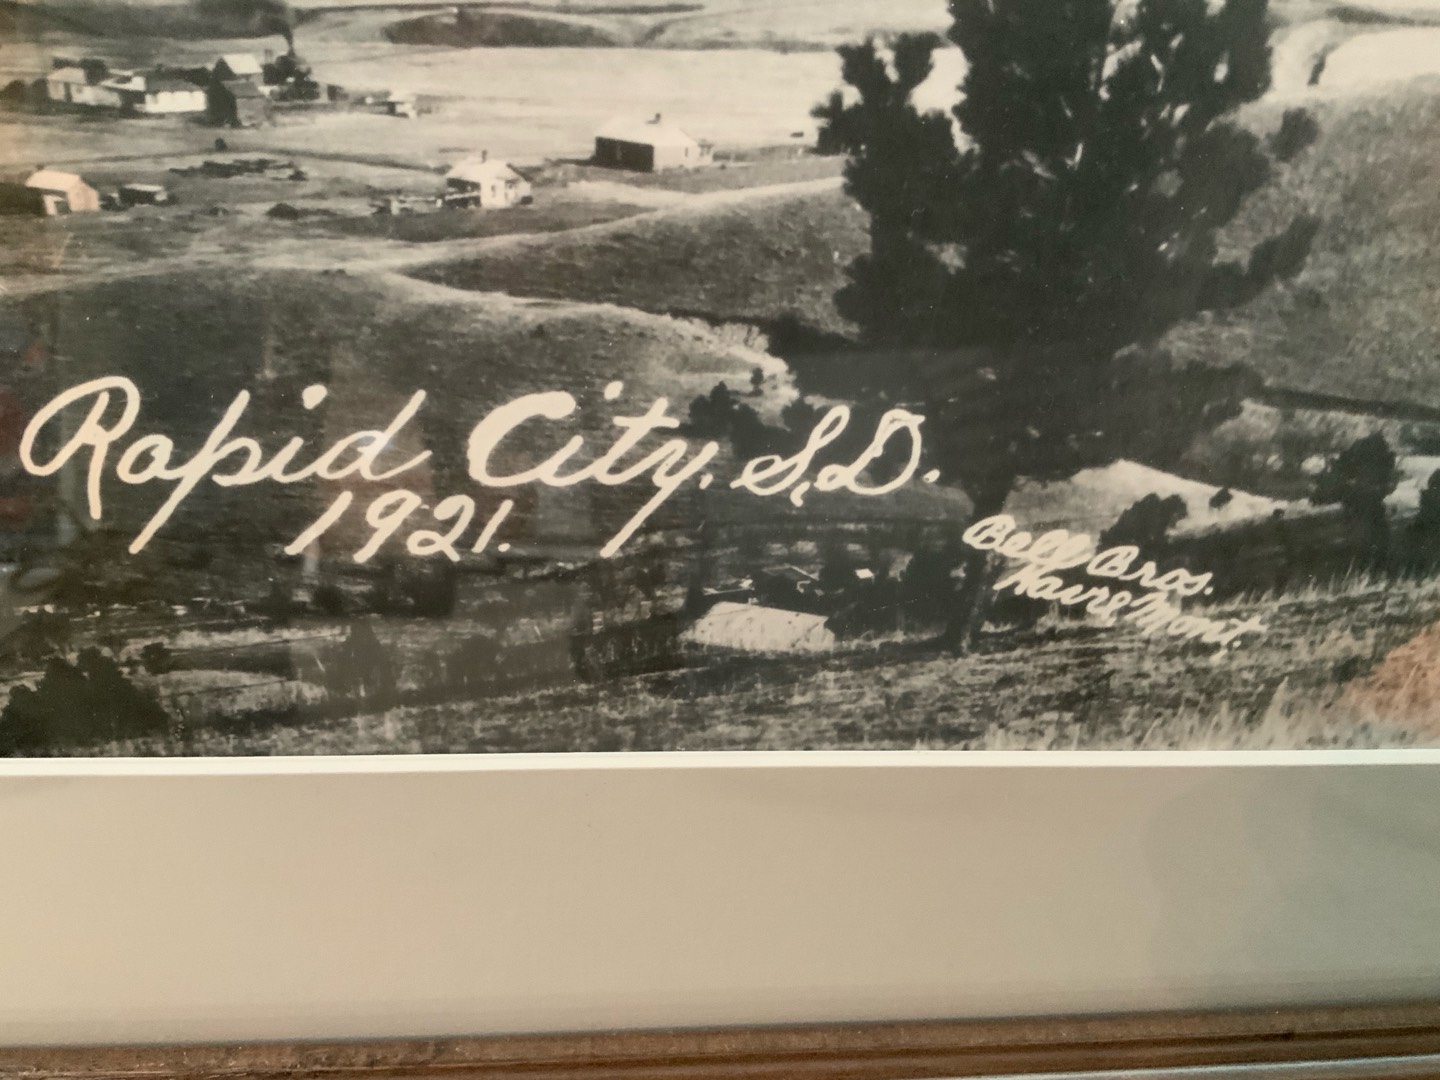 Rapid City, S.D.
1921.
Bell Bros.
Havre Mont.